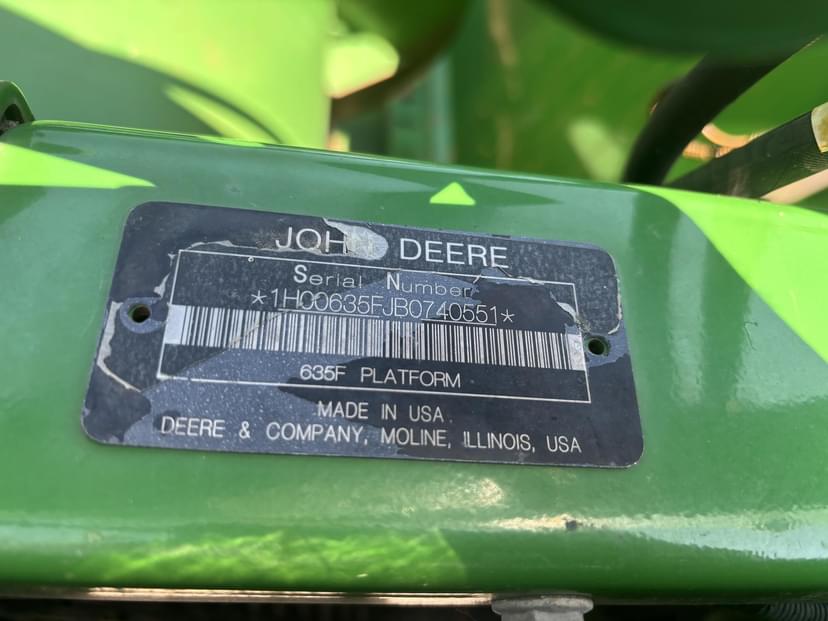 JOHN DEERE
Serial Number
*1H00635FJB0740551*
635F PLATFORM
MADE IN USA
DEERE & COMPANY, MOLINE, ILLINOIS, USA